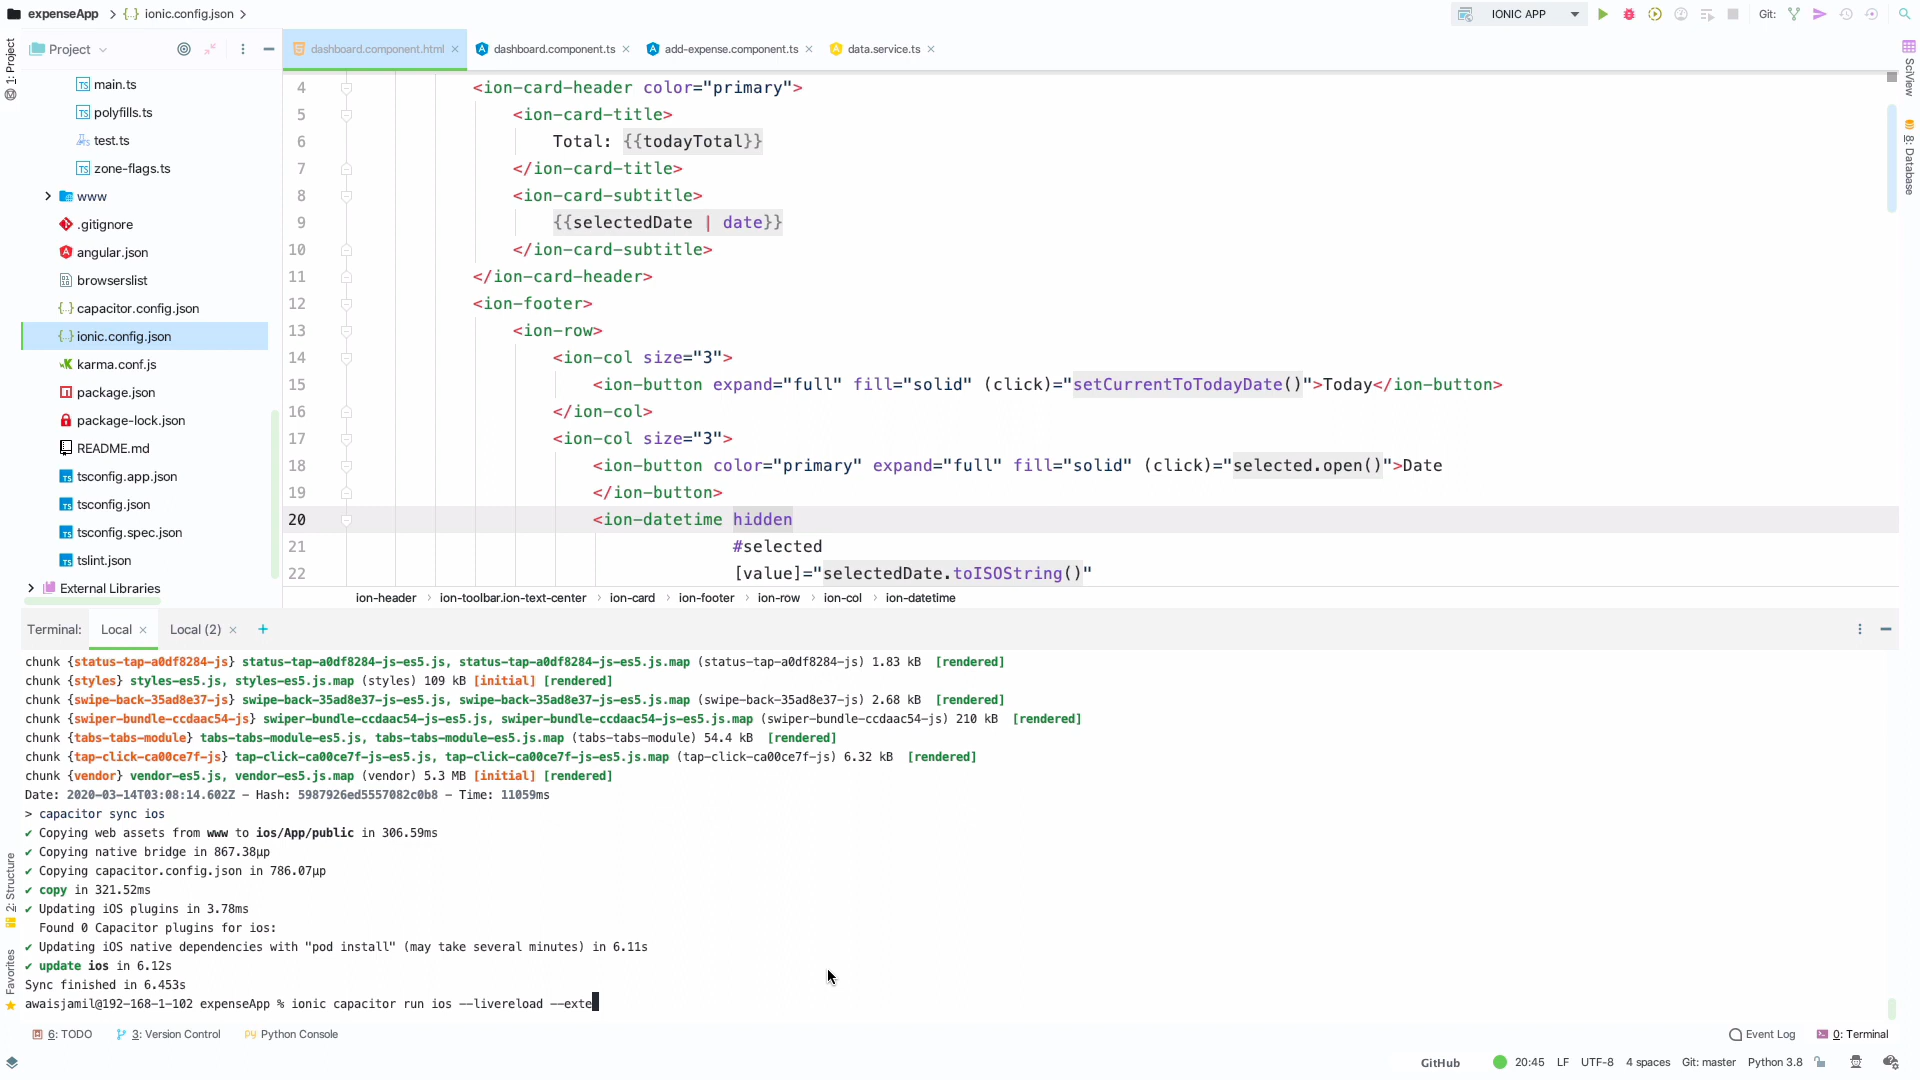 expenseApp
ionic.config.json
IONIC APP
Git:
1: Project
Project
dashboard.component.html
dashboard.component.ts
add-expense.component.ts
data.service.ts
SciView
8: Database
main.ts
polyfills.ts
test.ts
zone-flags.ts
www
.gitignore
angular.json
browserslist
capacitor.config.json
ionic.config.json
karma.conf.js
package.json
package-lock.json
README.md
tsconfig.app.json
tsconfig.json
tsconfig.spec.json
tslint.json
External Libraries
4 <ion-card-header color="primary">
5 <ion-card-title>
6 Total: {{todayTotal}}
7 </ion-card-title>
8 <ion-card-subtitle>
9 {{selectedDate | date}}
10 </ion-card-subtitle>
11 </ion-card-header>
12 <ion-footer>
13 <ion-row>
14 <ion-col size="3">
15 <ion-button expand="full" fill="solid" (click)="setCurrentToTodayDate()">Today</ion-button>
16 </ion-col>
17 <ion-col size="3">
18 <ion-button color="primary" expand="full" fill="solid" (click)="selected.open()">Date
19 </ion-button>
20 <ion-datetime hidden
21 #selected
22 [value]="selectedDate.toISOString()"
ion-header ion-toolbar.ion-text-center ion-card ion-footer ion-row ion-col ion-datetime
Terminal: Local Local (2) +
chunk {status-tap-a0df8284-js} status-tap-a0df8284-js-es5.js, status-tap-a0df8284-js-es5.js.map (status-tap-a0df8284-js) 1.83 kB [rendered]
chunk {styles} styles-es5.js, styles-es5.js.map (styles) 109 kB [initial] [rendered]
chunk {swipe-back-35ad8e37-js} swipe-back-35ad8e37-js-es5.js, swipe-back-35ad8e37-js-es5.js.map (swipe-back-35ad8e37-js) 2.68 kB [rendered]
chunk {swiper-bundle-ccdaac54-js} swiper-bundle-ccdaac54-js-es5.js, swiper-bundle-ccdaac54-js-es5.js.map (swiper-bundle-ccdaac54-js) 210 kB [rendered]
chunk {tabs-tabs-module} tabs-tabs-module-es5.js, tabs-tabs-module-es5.js.map (tabs-tabs-module) 54.4 kB [rendered]
chunk {tap-click-ca00ce7f-js} tap-click-ca00ce7f-js-es5.js, tap-click-ca00ce7f-js-es5.js.map (tap-click-ca00ce7f-js) 6.32 kB [rendered]
chunk {vendor} vendor-es5.js, vendor-es5.js.map (vendor) 5.3 MB [initial] [rendered]
Date: 2020-03-14T03:08:14.602Z - Hash: 5987926ed5557082c0b8 - Time: 11059ms
> capacitor sync ios
✔ Copying web assets from www to ios/App/public in 306.59ms
✔ Copying native bridge in 867.38μp
✔ Copying capacitor.config.json in 786.07μp
✔ copy in 321.52ms
✔ Updating iOS plugins in 3.78ms
Found 0 Capacitor plugins for ios:
✔ Updating iOS native dependencies with "pod install" (may take several minutes) in 6.11s
✔ update ios in 6.12s
Sync finished in 6.453s
awaisjamil@192-168-1-102 expenseApp % ionic capacitor run ios --livereload --exte
2: Structure
Favorites
6: TODO
3: Version Control
Python Console
Event Log
0: Terminal
GitHub 20:45 LF UTF-8 4 spaces Git: master Python 3.8